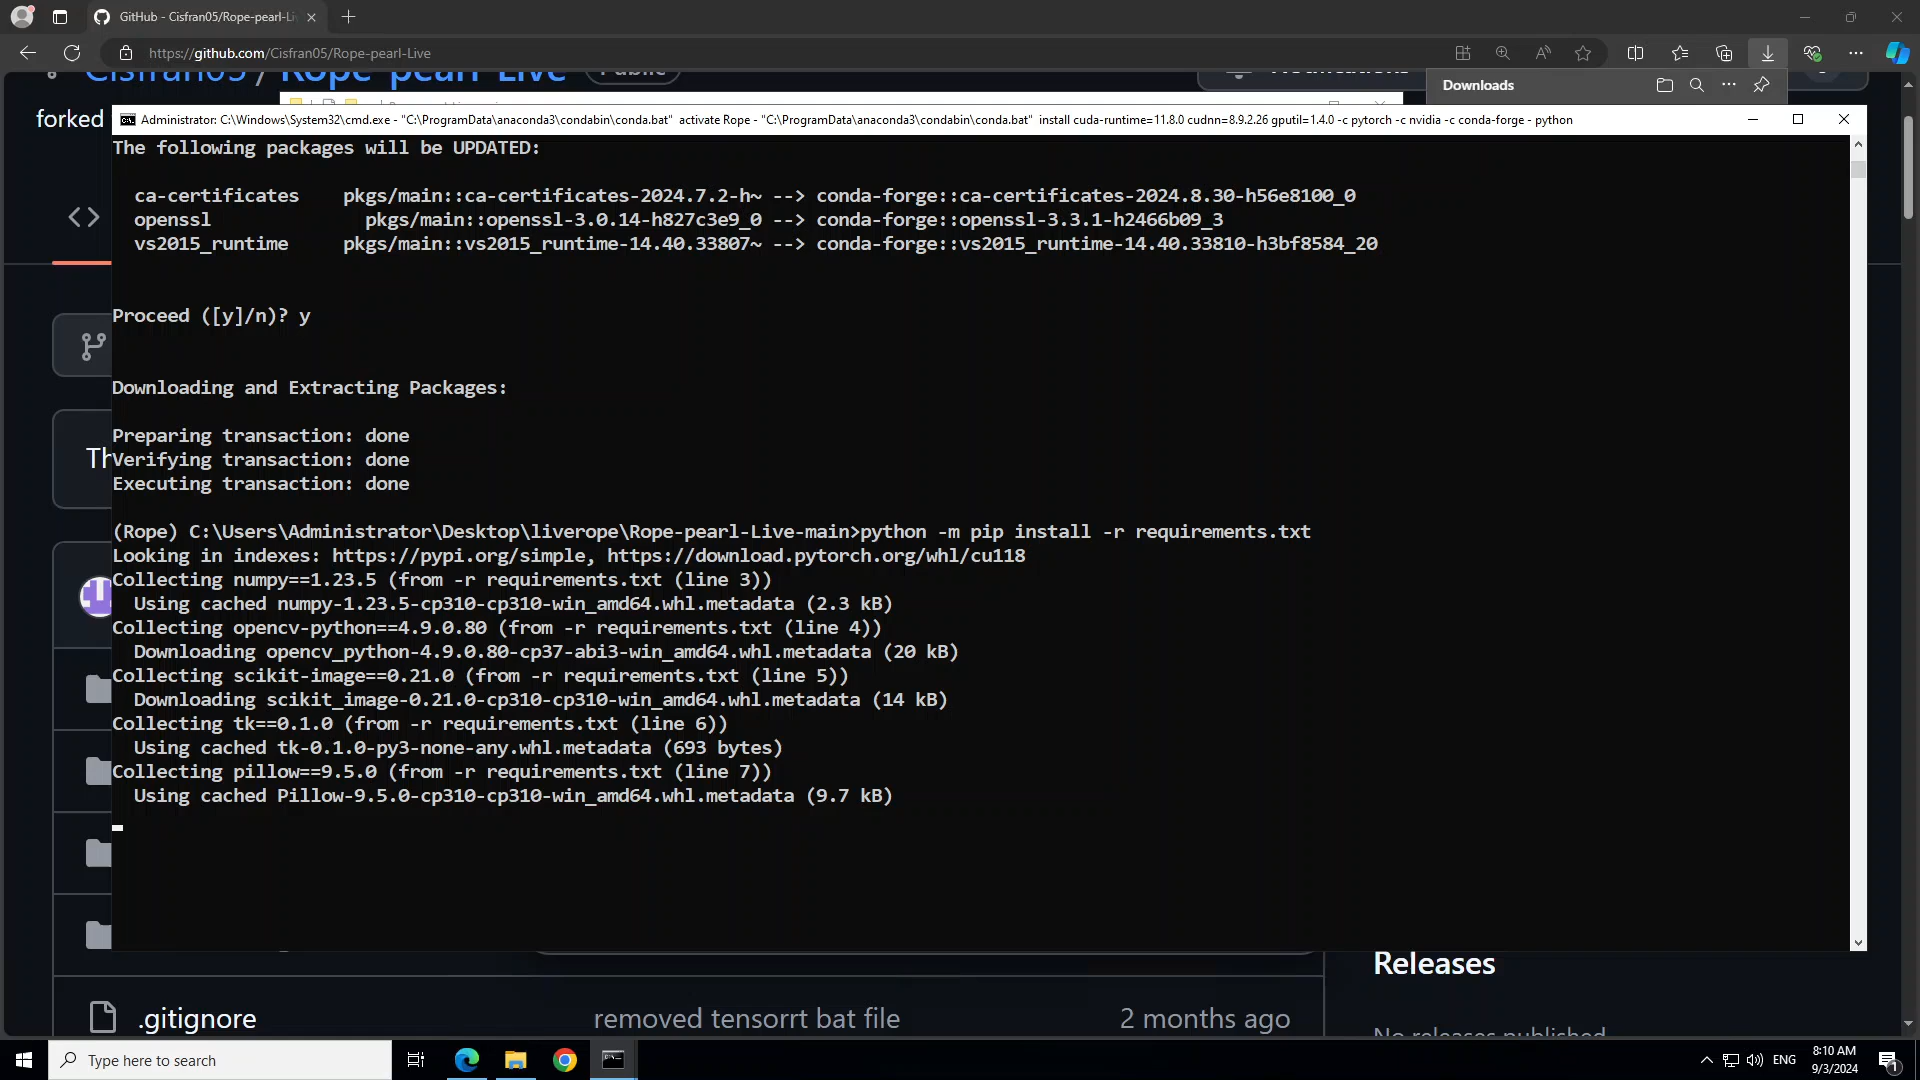 GitHub - Cisfran05/Rope-pearl-Li
https://github.com/Cisfran05/Rope-pearl-Live
Cisfran05 / Rope-pearl-Live Public
Notifications
Downloads
forked
Administrator: C:\Windows\System32\cmd.exe - "C:\ProgramData\anaconda3\condabin\conda.bat" activate Rope - "C:\ProgramData\anaconda3\condabin\conda.bat" install cuda-runtime=11.8.0 cudnn=8.9.2.26 gputil=1.4.0 -c pytorch -c nvidia -c conda-forge - python
The following packages will be UPDATED:
ca-certificates pkgs/main::ca-certificates-2024.7.2-h~ --> conda-forge::ca-certificates-2024.8.30-h56e8100_0
openssl pkgs/main::openssl-3.0.14-h827c3e9_0 --> conda-forge::openssl-3.3.1-h2466b09_3
vs2015_runtime pkgs/main::vs2015_runtime-14.40.33807~ --> conda-forge::vs2015_runtime-14.40.33810-h3bf8584_20
Proceed ([y]/n)? y
Downloading and Extracting Packages:
Preparing transaction: done
Th
Verifying transaction: done
Executing transaction: done
(Rope) C:\Users\Administrator\Desktop\liverope\Rope-pearl-Live-main>python -m pip install -r requirements.txt
Looking in indexes: https://pypi.org/simple, https://download.pytorch.org/whl/cu118
Collecting numpy==1.23.5 (from -r requirements.txt (line 3))
Using cached numpy-1.23.5-cp310-cp310-win_amd64.whl.metadata (2.3 kB)
Collecting opencv-python==4.9.0.80 (from -r requirements.txt (line 4))
Downloading opencv_python-4.9.0.80-cp37-abi3-win_amd64.whl.metadata (20 kB)
Collecting scikit-image==0.21.0 (from -r requirements.txt (line 5))
Downloading scikit_image-0.21.0-cp310-cp310-win_amd64.whl.metadata (14 kB)
Collecting tk==0.1.0 (from -r requirements.txt (line 6))
Using cached tk-0.1.0-py3-none-any.whl.metadata (693 bytes)
Collecting pillow==9.5.0 (from -r requirements.txt (line 7))
Using cached Pillow-9.5.0-cp310-cp310-win_amd64.whl.metadata (9.7 kB)
Releases
.gitignore removed tensorrt bat file 2 months ago
No releases published
Type here to search
ENG
8:10 AM
9/3/2024
1